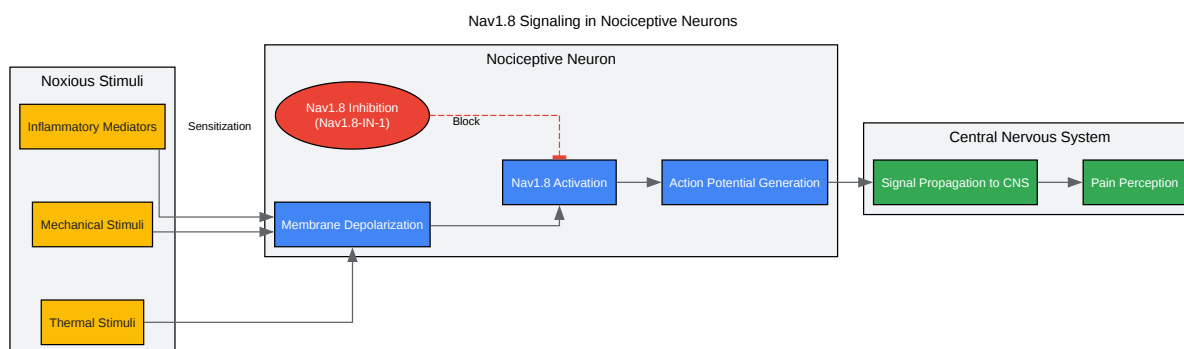 Nav1.8 Signaling in Nociceptive Neurons
Noxious Stimuli
Inflammatory Mediators
Mechanical Stimuli
Thermal Stimuli
Sensitization
Nociceptive Neuron
Nav1.8 Inhibition
(Nav1.8-IN-1)
Block
Membrane Depolarization
Nav1.8 Activation
Action Potential Generation
Central Nervous System
Signal Propagation to CNS
Pain Perception